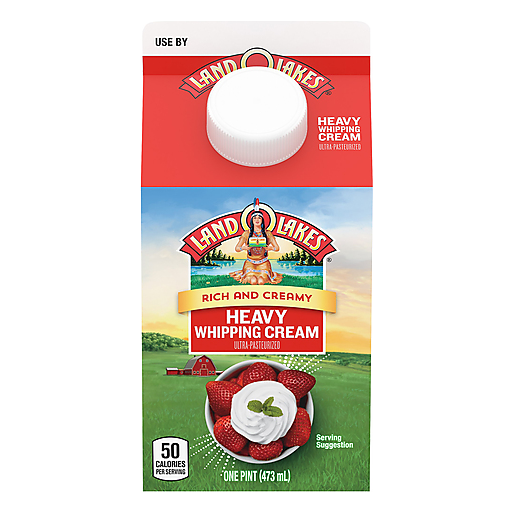 USE BY
LAND O LAKES
®
HEAVY
WHIPPING
CREAM
ULTRA-PASTEURIZED
LAND O LAKES
®
RICH AND CREAMY
HEAVY
WHIPPING CREAM
ULTRA-PASTEURIZED
50
CALORIES
PER SERVING
Serving
Suggestion
ONE PINT (473 mL)